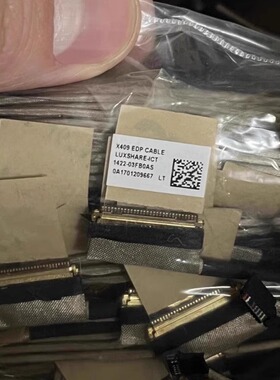 X409 EDP CABLE
LUXSHARE-ICT
1422-03FB0AS
0A1701209667 LT